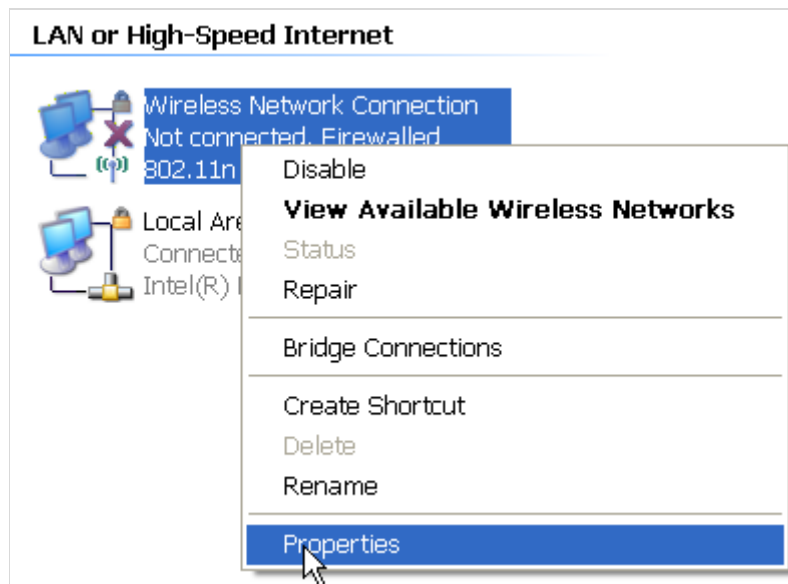 LAN or High-Speed Internet
Wireless Network Connection
Not connected, Firewalled
802.11n
Disable
View Available Wireless Networks
Status
Repair
Bridge Connections
Create Shortcut
Delete
Rename
Properties
Local Are
Connecte
Intel(R)